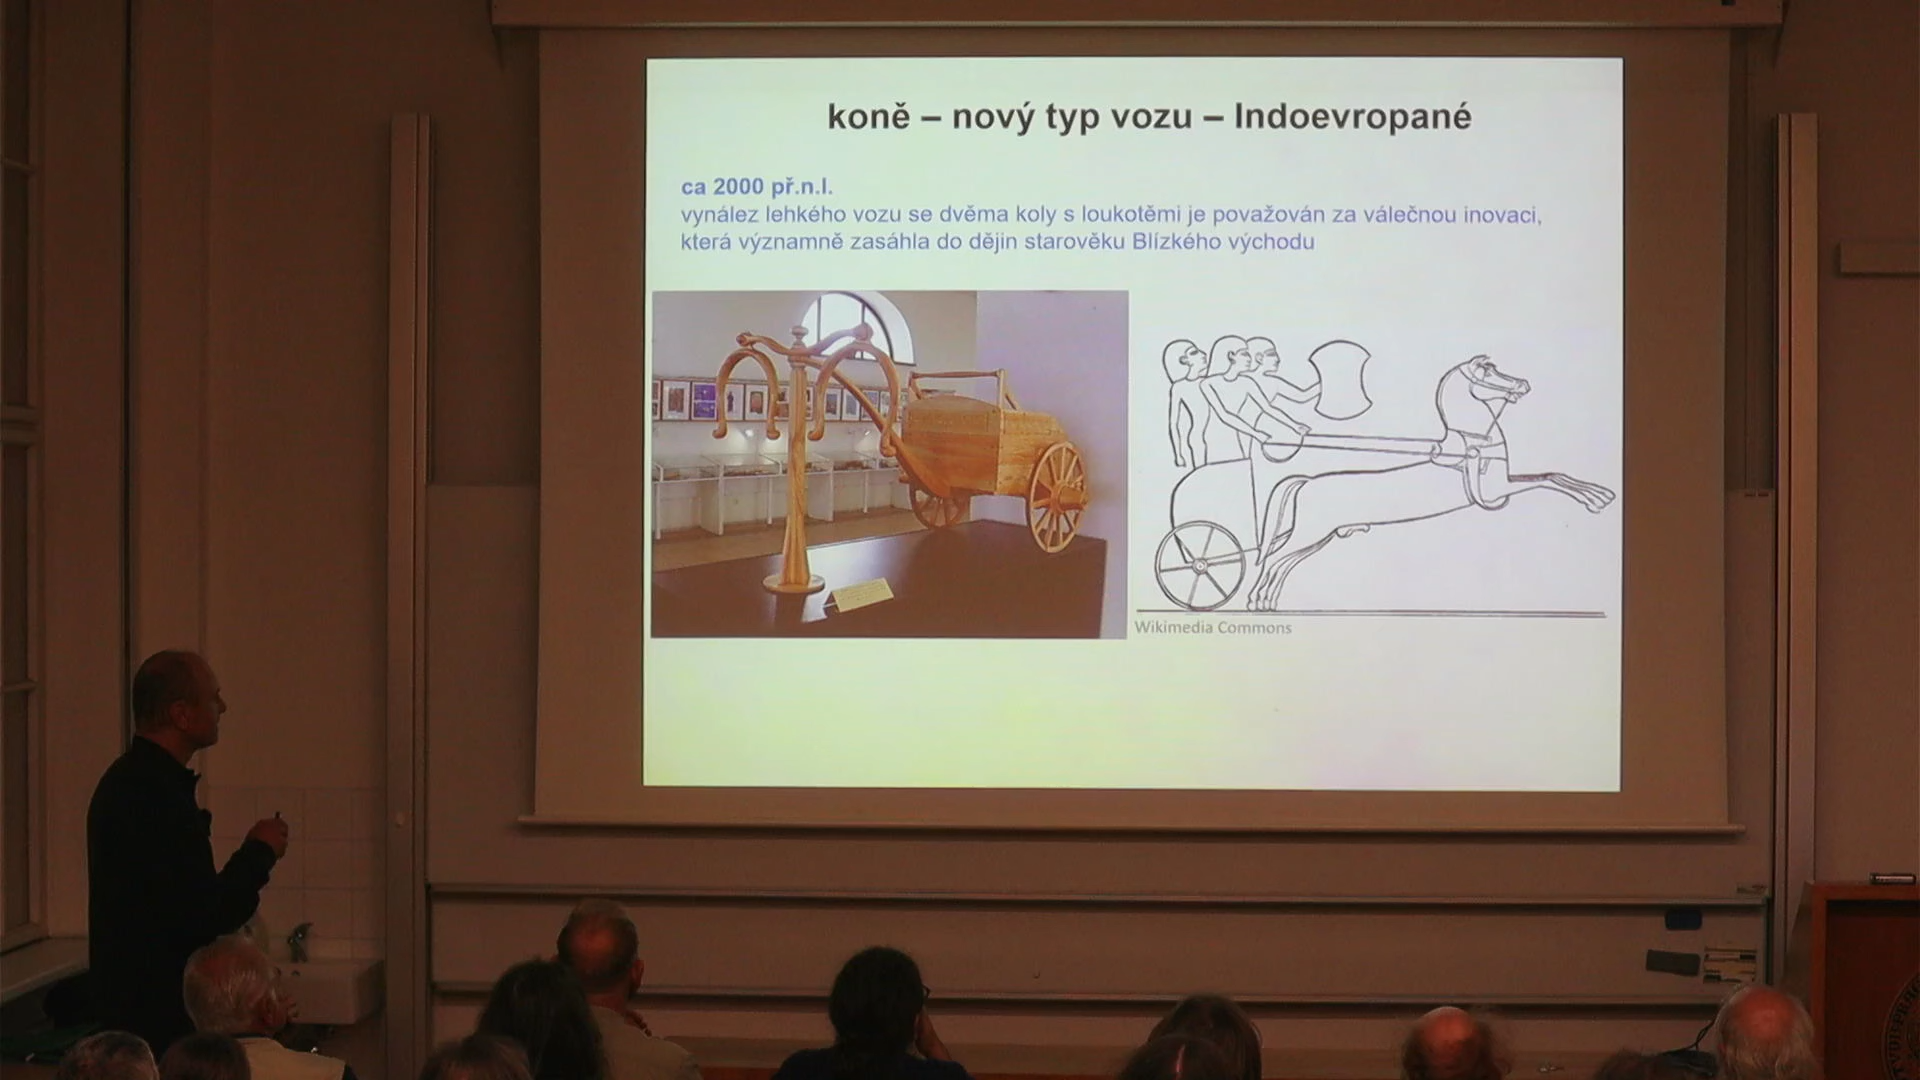 koně – nový typ vozu – Indoevropané
ca 2000 př.n.l.
vynález lehkého vozu se dvěma koly s loukotěmi je považován za válečnou inovaci,
která významně zasáhla do dějin starověku Blízkého východu
Wikimedia Commons